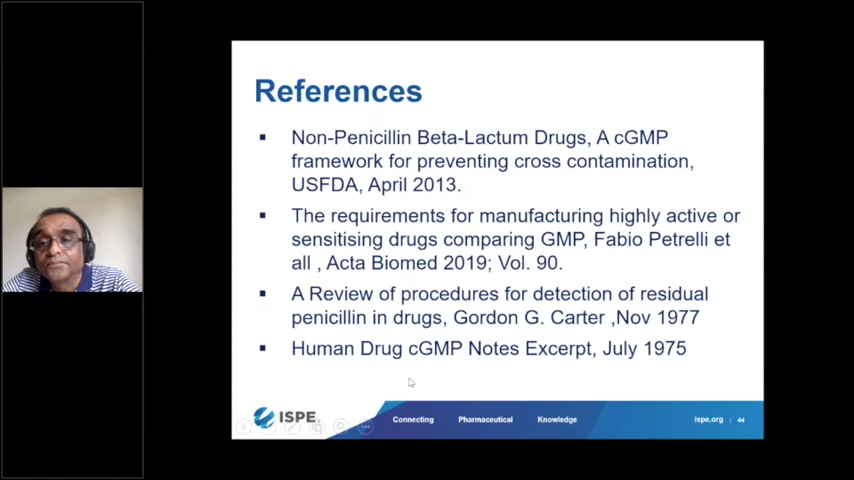 References
▪ Non-Penicillin Beta-Lactum Drugs, A cGMP
framework for preventing cross contamination,
USFDA, April 2013.
▪ The requirements for manufacturing highly active or
sensitising drugs comparing GMP, Fabio Petrelli et
all , Acta Biomed 2019; Vol. 90.
▪ A Review of procedures for detection of residual
penicillin in drugs, Gordon G. Carter ,Nov 1977
▪ Human Drug cGMP Notes Excerpt, July 1975
ISPE
Connecting Pharmaceutical Knowledge ispe.org | 44